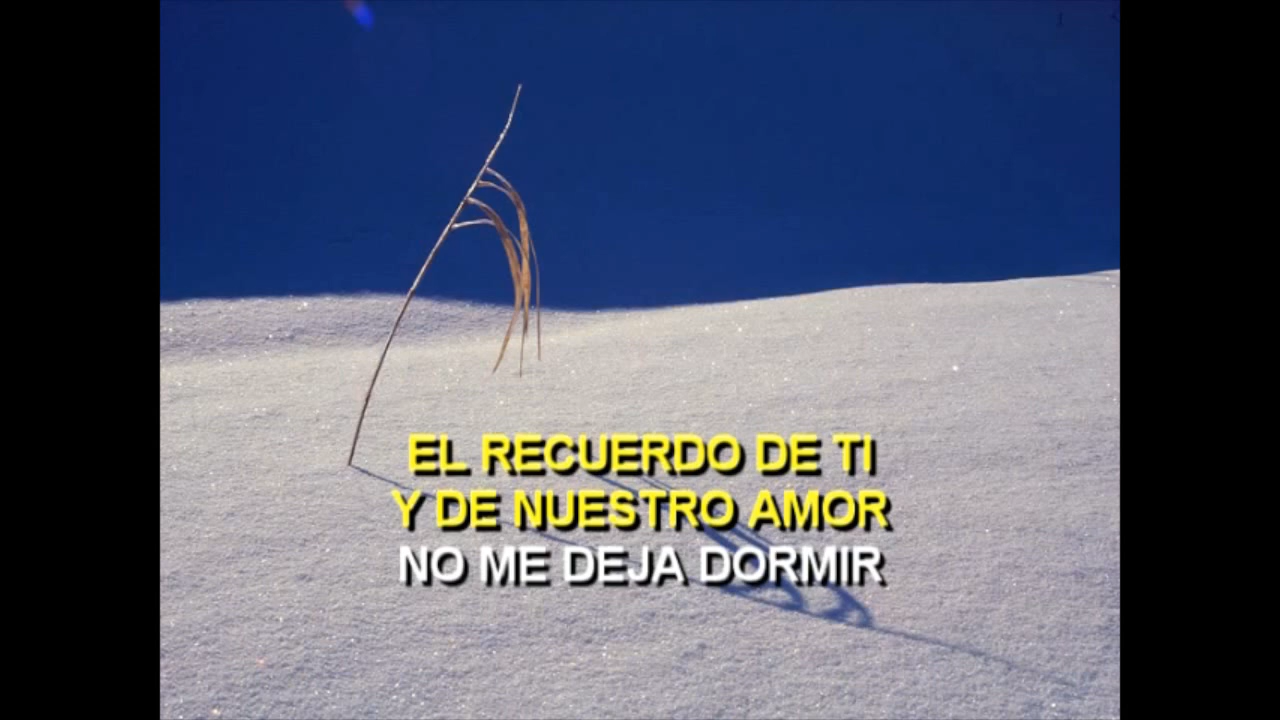 EL RECUERDO DE TI
Y DE NUESTRO AMOR
NO ME DEJA DORMIR